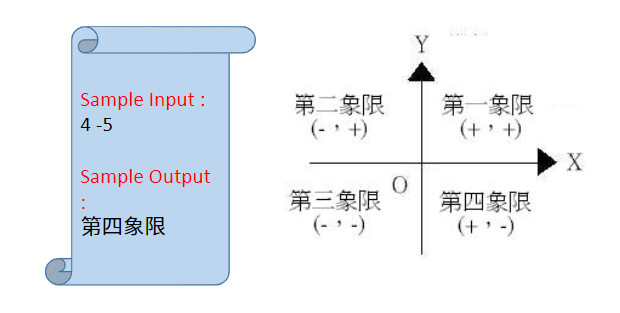 Sample Input :
4 -5
Sample Output
:
第四象限
Y
第二象限
(-，+)
第一象限
(+，+)
X
O
第三象限
(-，-)
第四象限
(+，-)